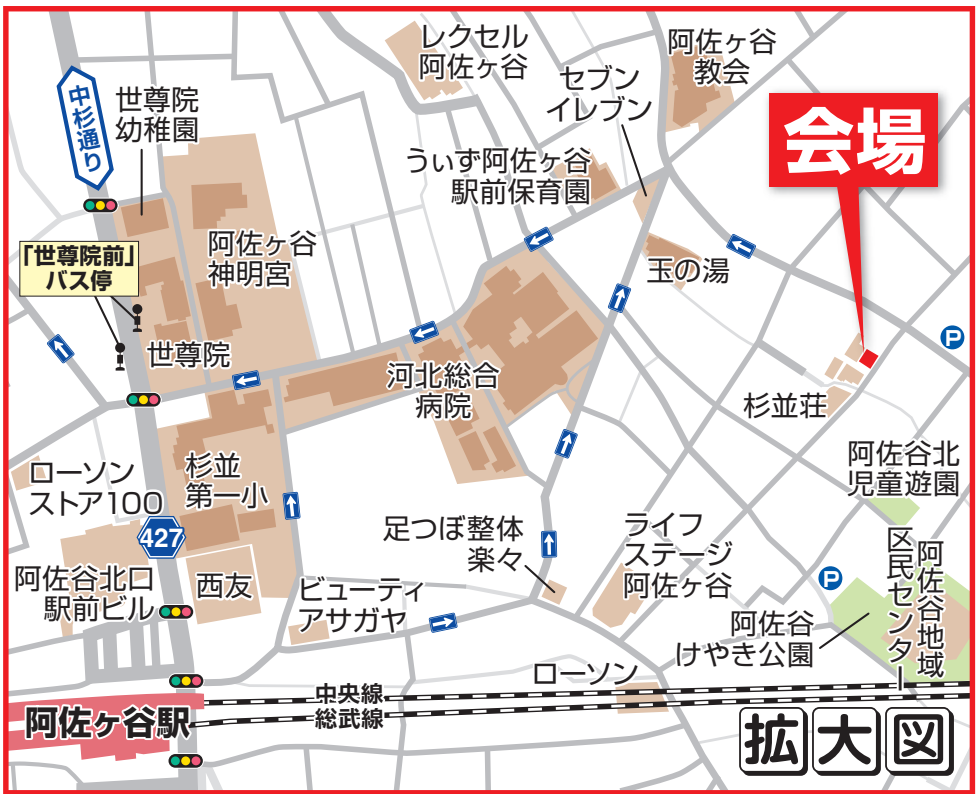 レクセル
阿佐ヶ谷
阿佐ヶ谷
教会
セブン
イレブン
中杉通り
世尊院
幼稚園
会場
うぃず阿佐ヶ谷
駅前保育園
「世尊院前」
バス停
阿佐ヶ谷
神明宮
玉の湯
P
世尊院
河北総合
病院
杉並荘
ローソン
ストア100
杉並
第一小
阿佐谷北
児童遊園
427
足つぼ整体
楽々
ライフ
ステージ
阿佐ヶ谷
阿佐谷地域
区民センター
阿佐谷北口
駅前ビル
西友
ビューティ
アサガヤ
P
阿佐谷
けやき公園
ローソン
中央線
総武線
阿佐ヶ谷駅
拡大図